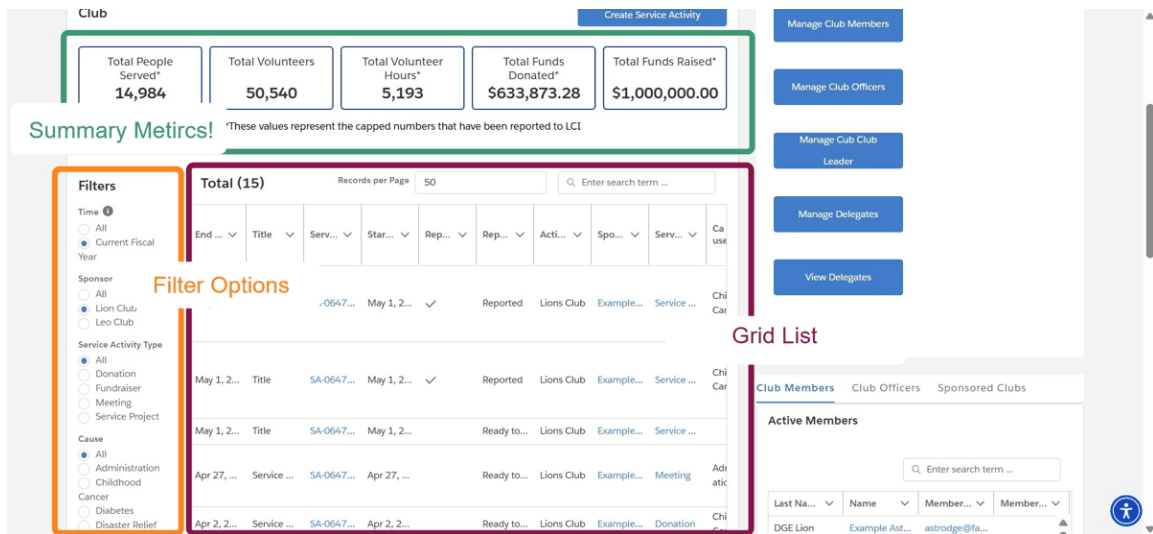 Club
Create Service Activity
Total People
Served*
14,984
Total Volunteers
50,540
Total Volunteer
Hours*
5,193
Total Funds
Donated*
$633,873.28
Total Funds Raised*
$1,000,000.00
Summary Metircs!
*These values represent the capped numbers that have been reported to LCI
Filters
Time
All
Current Fiscal
Year
Sponsor
All
Lion Club
Leo Club
Service Activity Type
All
Donation
Fundraiser
Meeting
Service Project
Cause
All
Administration
Childhood
Cancer
Diabetes
Disaster Relief
Filter Options
Total (15)
Records per Page
50
Enter search term ...
End ... Title Serv... Star... Rep... Rep... Acti... Spo... Serv... Ca
use
-0647... May 1, 2... Reported Lions Club Example... Service ... Chi
Car
Grid List
May 1, 2... Title SA-0647... May 1, 2... Reported Lions Club Example... Service ... Chi
Car
May 1, 2... Title SA-0647... May 1, 2... Ready to... Lions Club Example... Service ...
Apr 27, ... Service ... SA-0647... Apr 27, ... Ready to... Lions Club Example... Meeting Adr
atic
Apr 2, 2... Service ... SA-0647... Apr 2, 2... Ready to... Lions Club Example... Donation Chi
Manage Club Members
Manage Club Officers
Manage Cub Club
Leader
Manage Delegates
View Delegates
Club Members Club Officers Sponsored Clubs
Active Members
Enter search term ...
Last Na... Name Member... Member...
DGE Lion Example Ast... astrodge@fa...